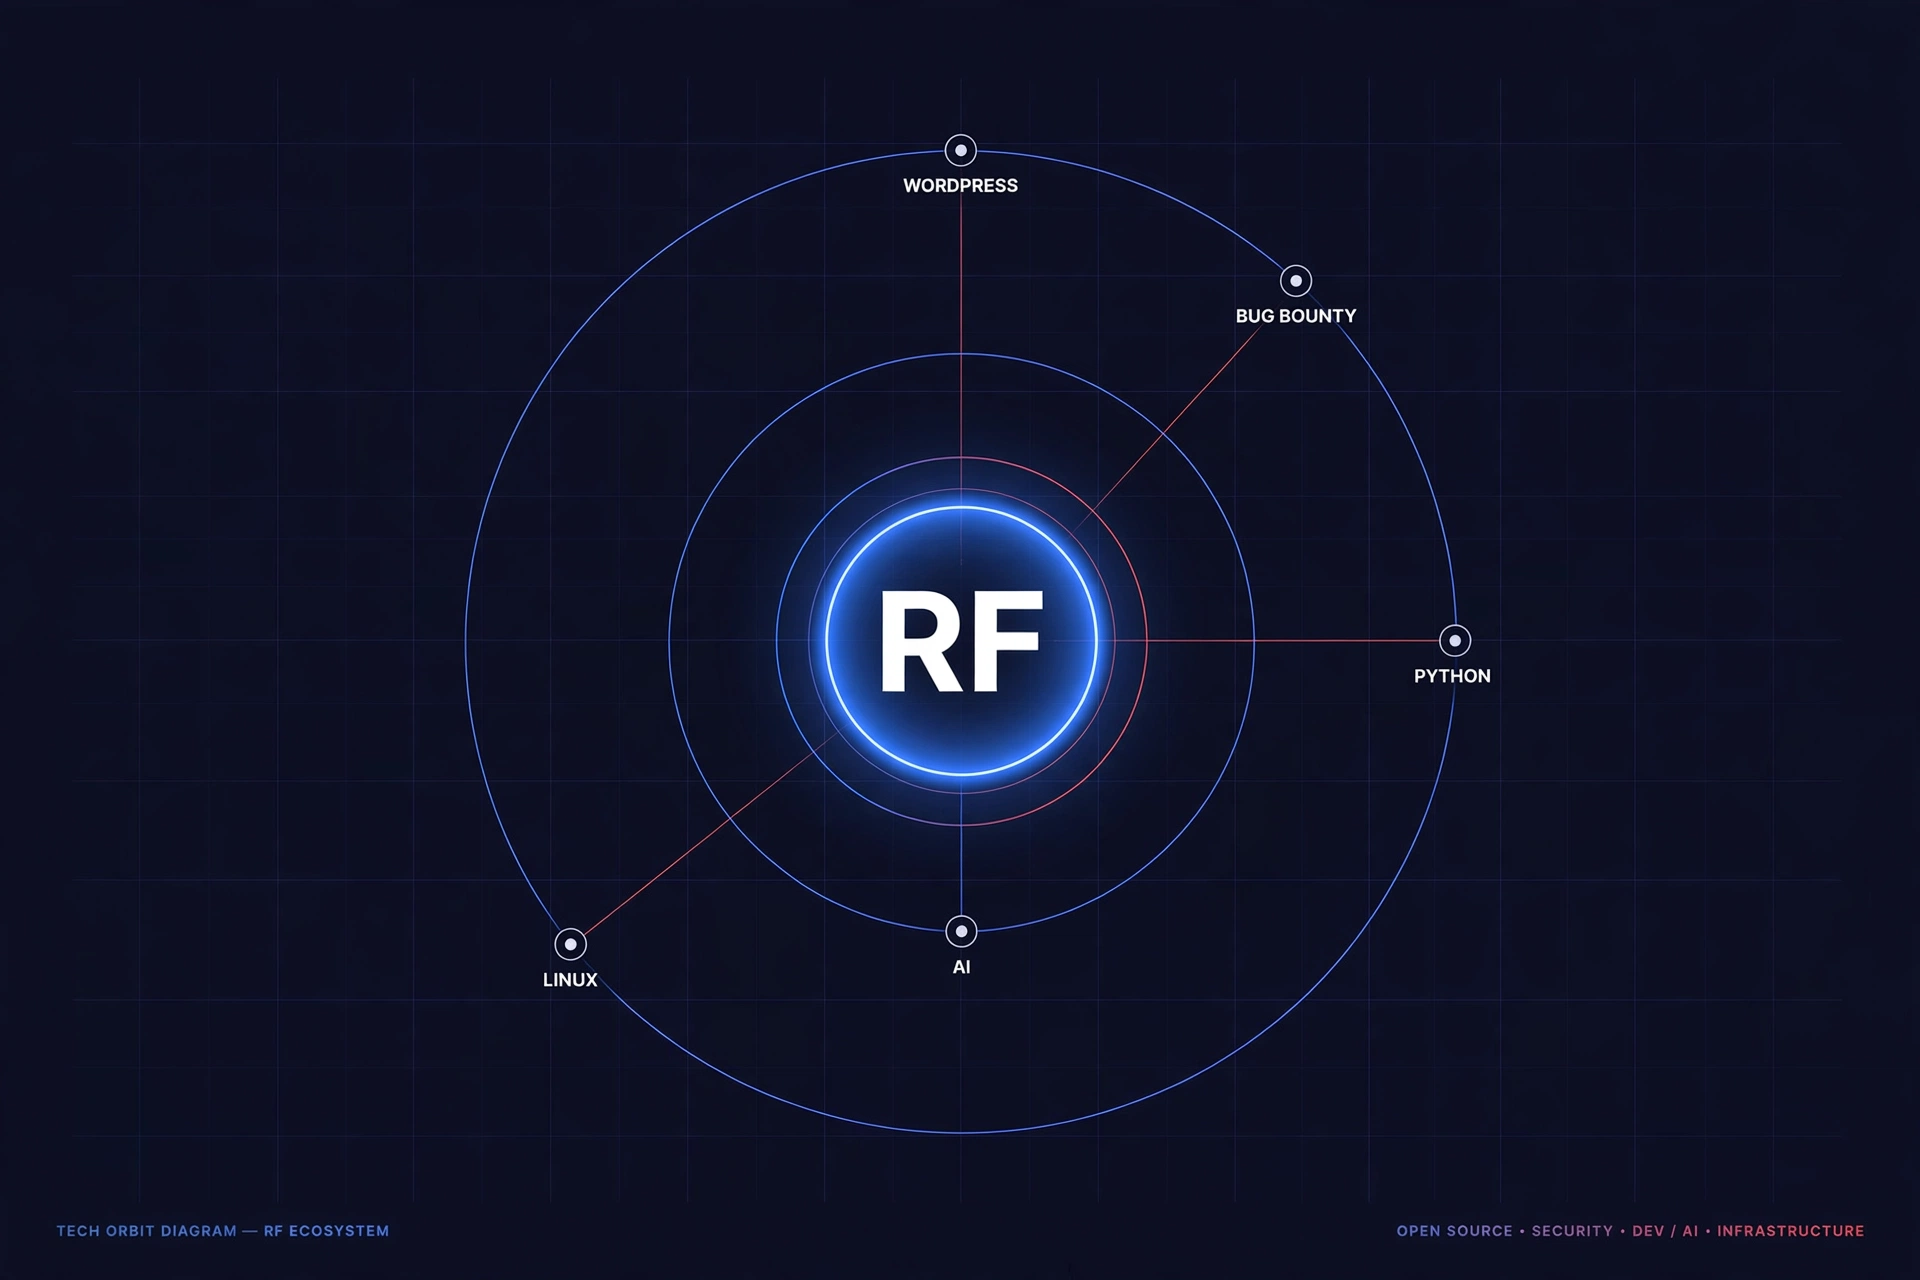 WORDPRESS
BUG BOUNTY
RF
PYTHON
AI
LINUX
TECH ORBIT DIAGRAM — RF ECOSYSTEM
OPEN SOURCE • SECURITY • DEV / AI • INFRASTRUCTURE